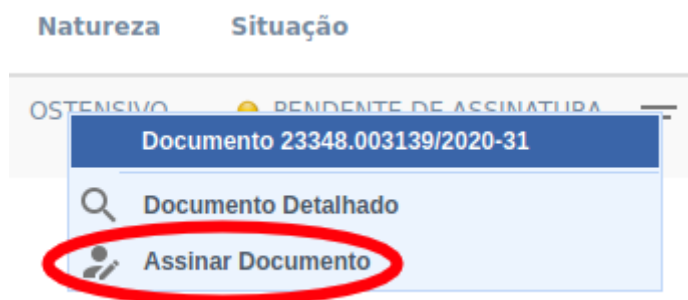 Natureza Situação
OSTENSIVO PENDENTE DE ASSINATURA
Documento 23348.003139/2020-31
Documento Detalhado
Assinar Documento